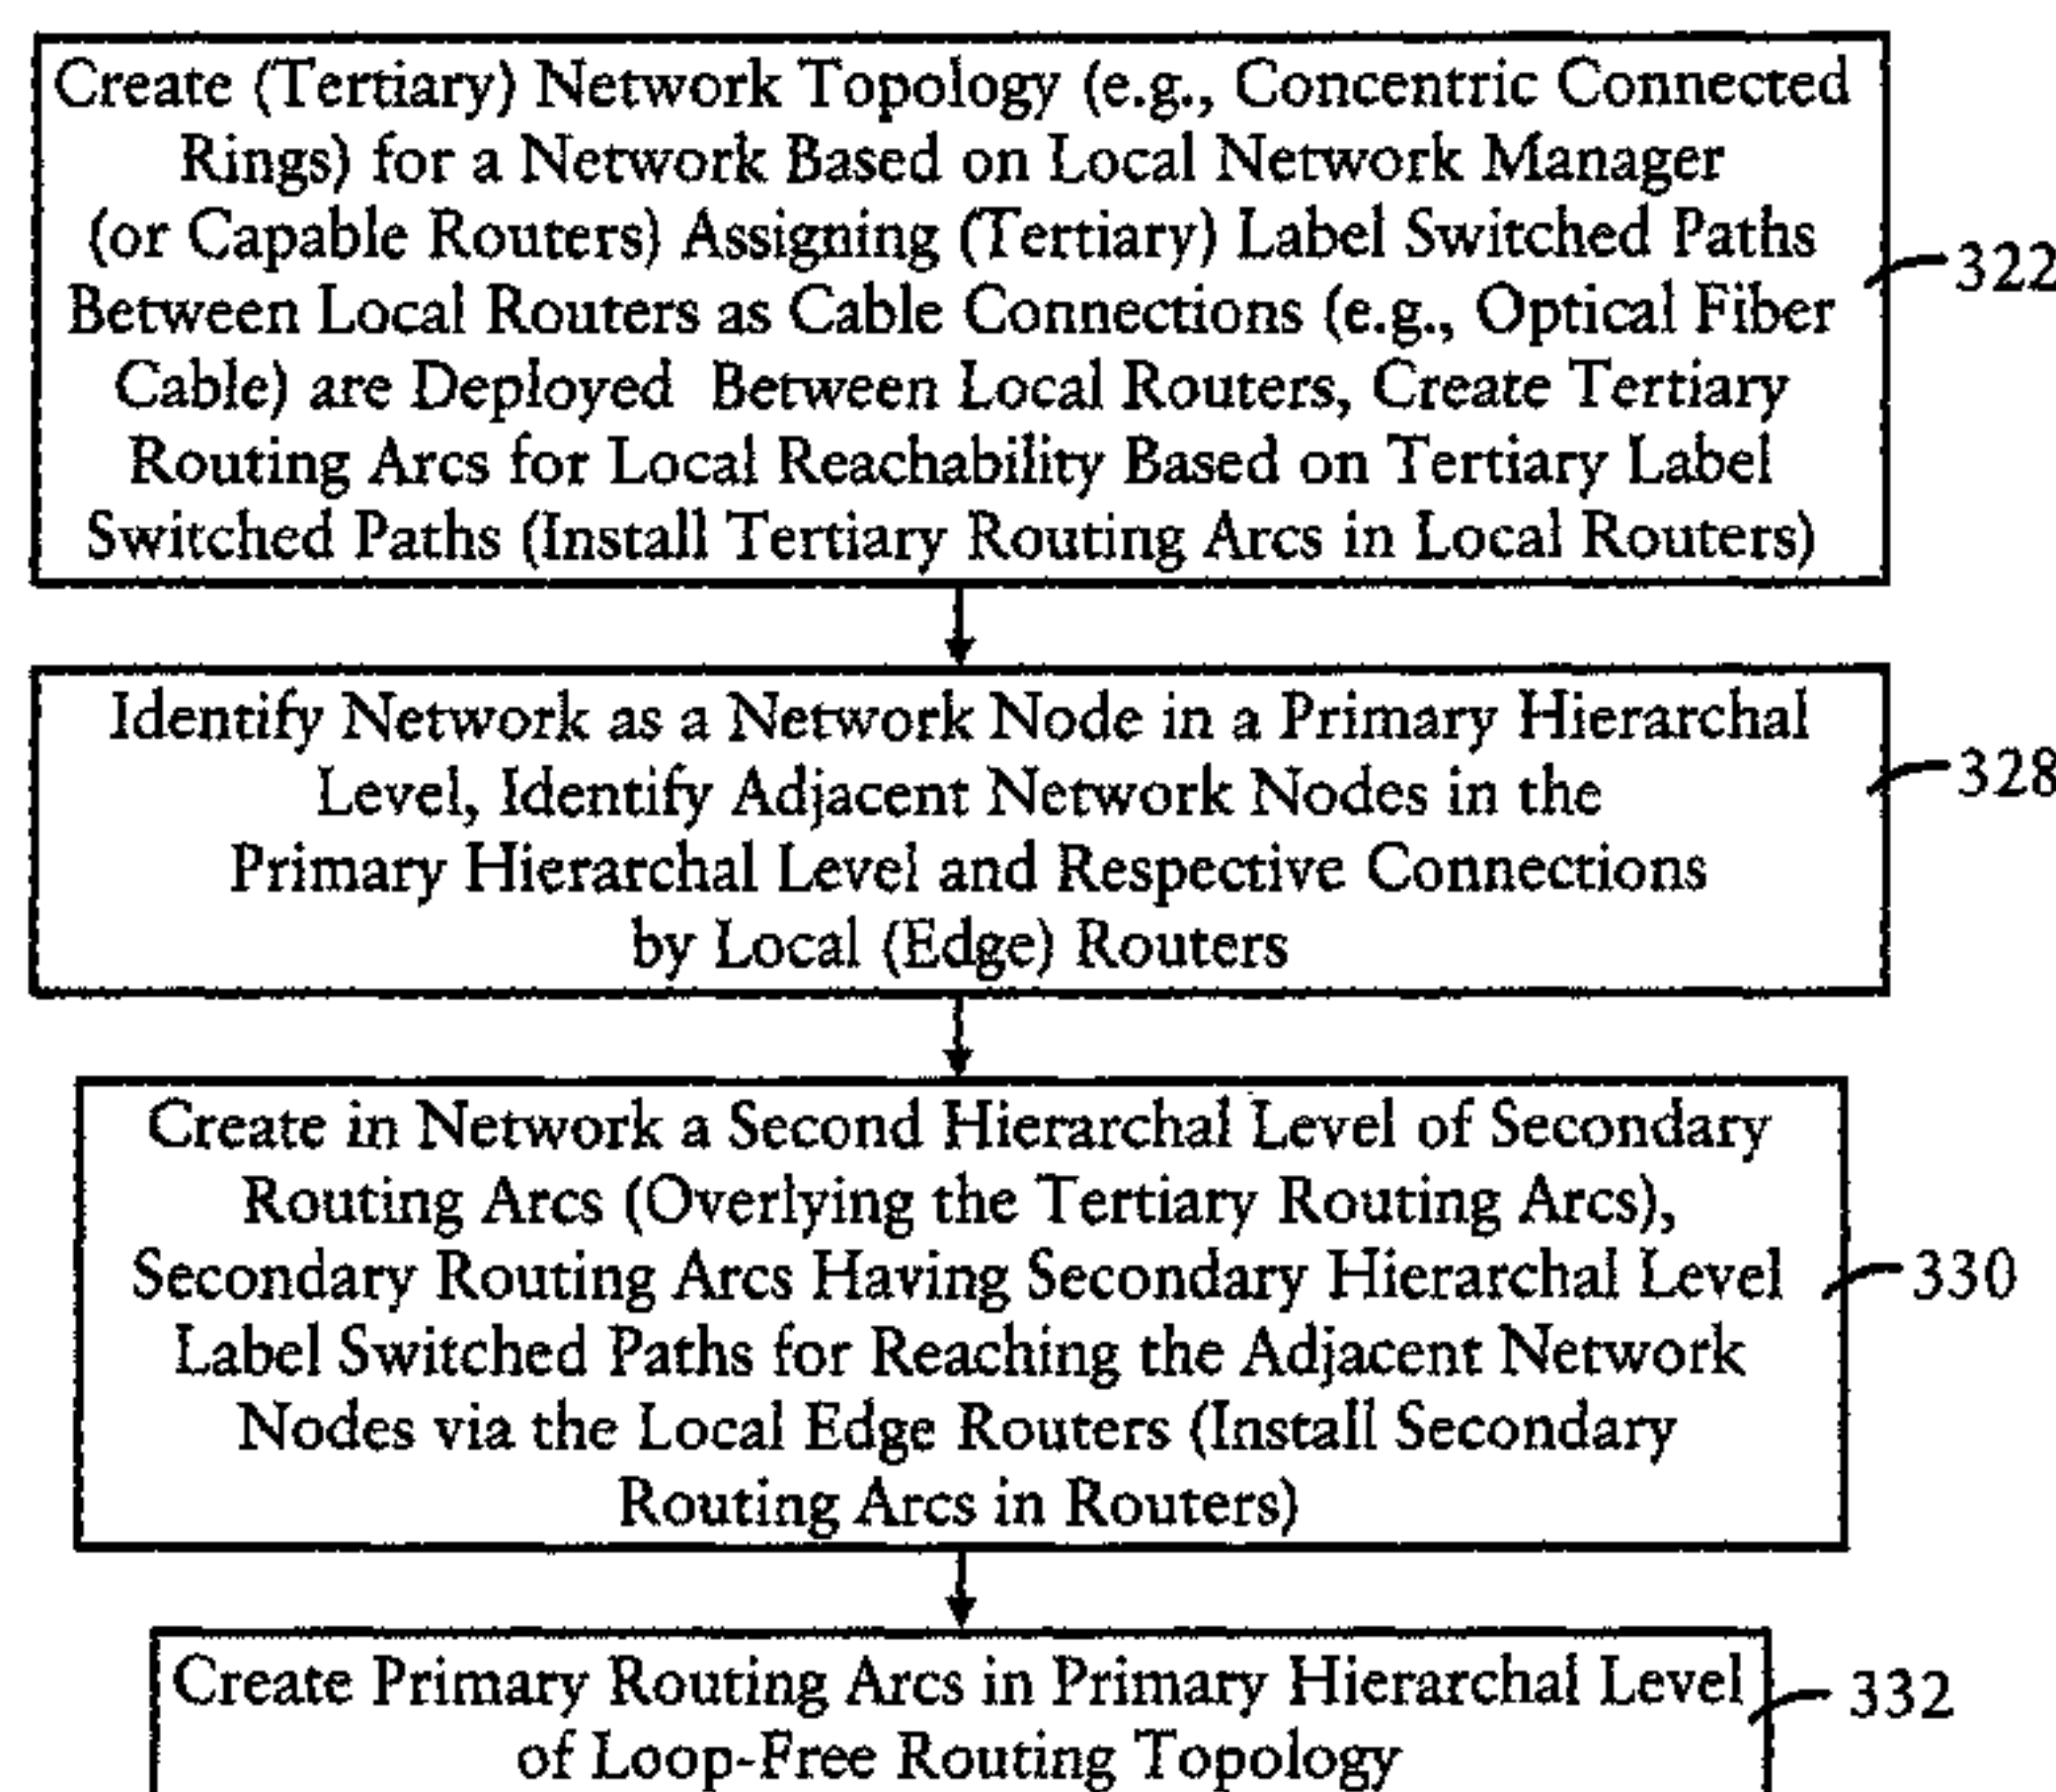 Create (Tertiary) Network Topology (e.g., Concentric Connected
Rings) for a Network Based on Local Network Manager
(or Capable Routers) Assigning (Tertiary) Label Switched Paths
Between Local Routers as Cable Connections (e.g., Optical Fiber
Cable) are Deployed Between Local Routers, Create Tertiary
Routing Arcs for Local Reachability Based on Tertiary Label
Switched Paths (Install Tertiary Routing Arcs in Local Routers)
322
Identify Network as a Network Node in a Primary Hierarchal
Level, Identify Adjacent Network Nodes in the
Primary Hierarchal Level and Respective Connections
by Local (Edge) Routers
328
Create in Network a Second Hierarchal Level of Secondary
Routing Arcs (Overlying the Tertiary Routing Arcs),
Secondary Routing Arcs Having Secondary Hierarchal Level
Label Switched Paths for Reaching the Adjacent Network
Nodes via the Local Edge Routers (Install Secondary
Routing Arcs in Routers)
330
Create Primary Routing Arcs in Primary Hierarchal Level
of Loop-Free Routing Topology
332